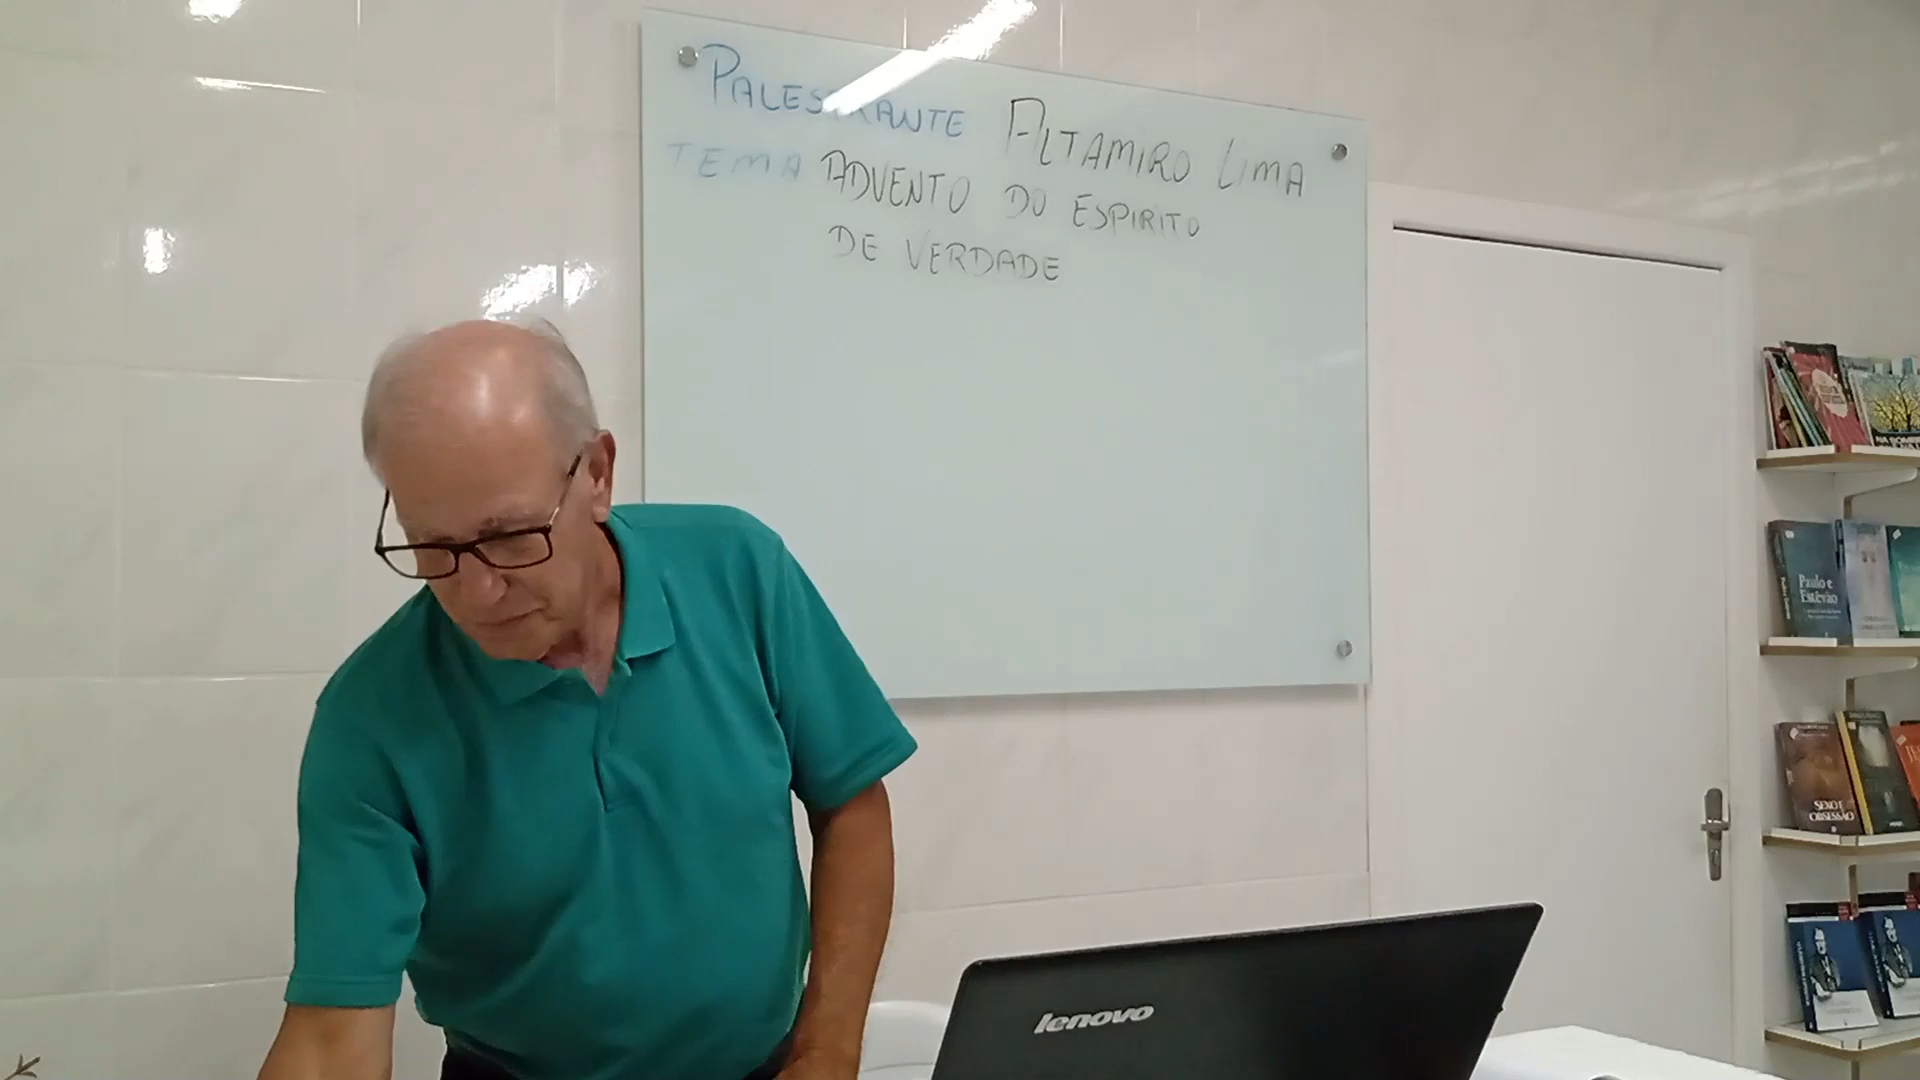 PALESTRANTE ALTAMIRO LIMA
TEMA ADVENTO DO ESPIRITO
DE VERDADE
lenovo
Paulo e
Estêvão
SEXO E
OBSESSÃO